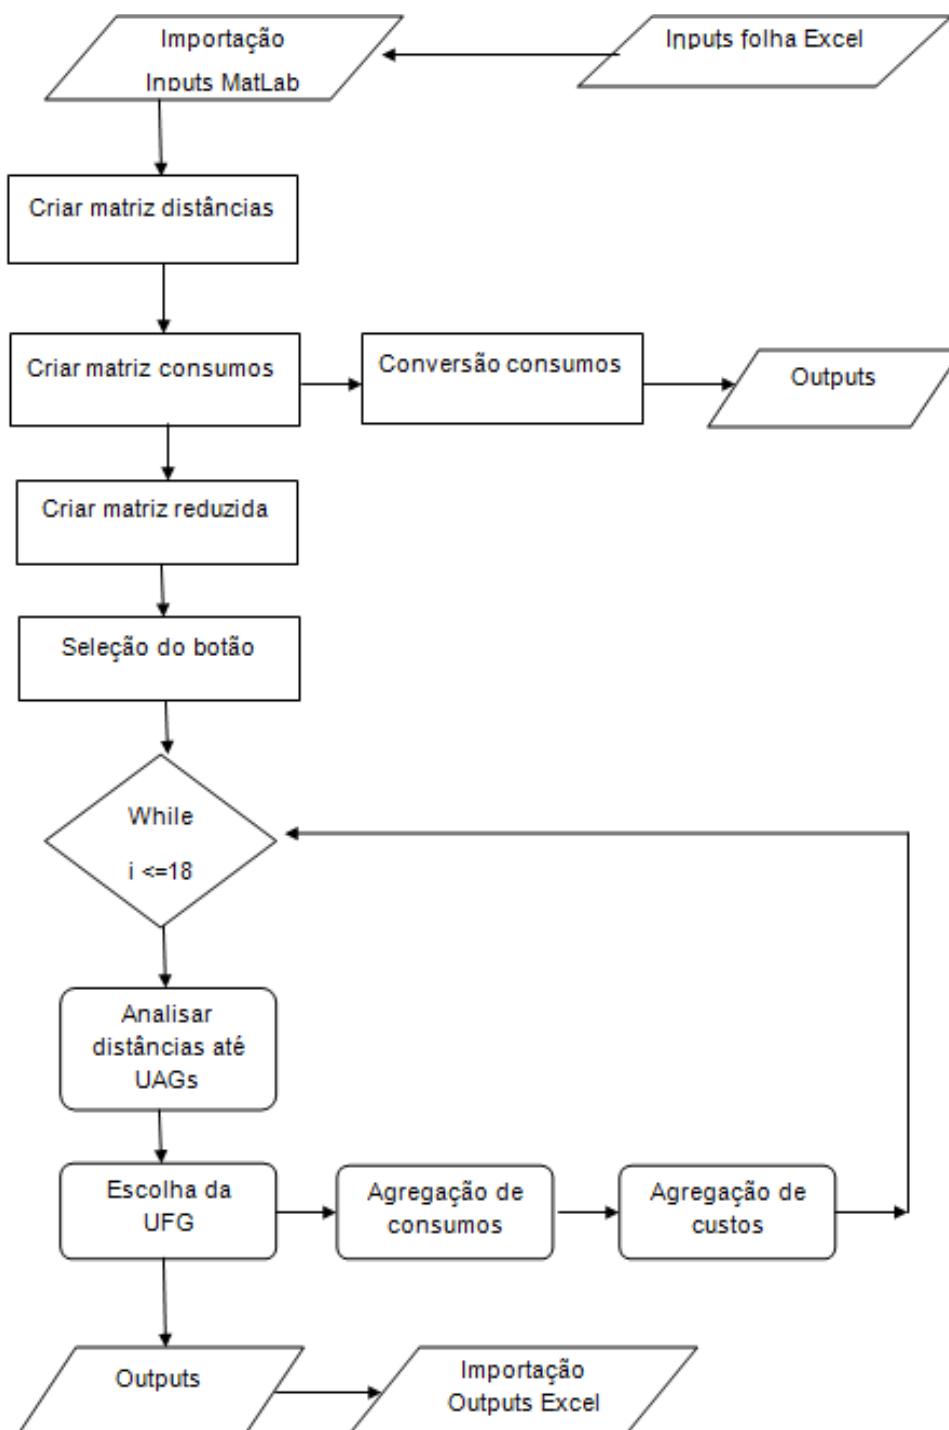 Importação
Inputs MatLab
Inputs folha Excel
Criar matriz distâncias
Criar matriz consumos
Conversão consumos
Outputs
Criar matriz reduzida
Seleção do botão
While
i <=18
Analisar
distâncias até
UAGs
Escolha da
UFG
Agregação de
consumos
Agregação de
custos
Outputs
Importação
Outputs Excel